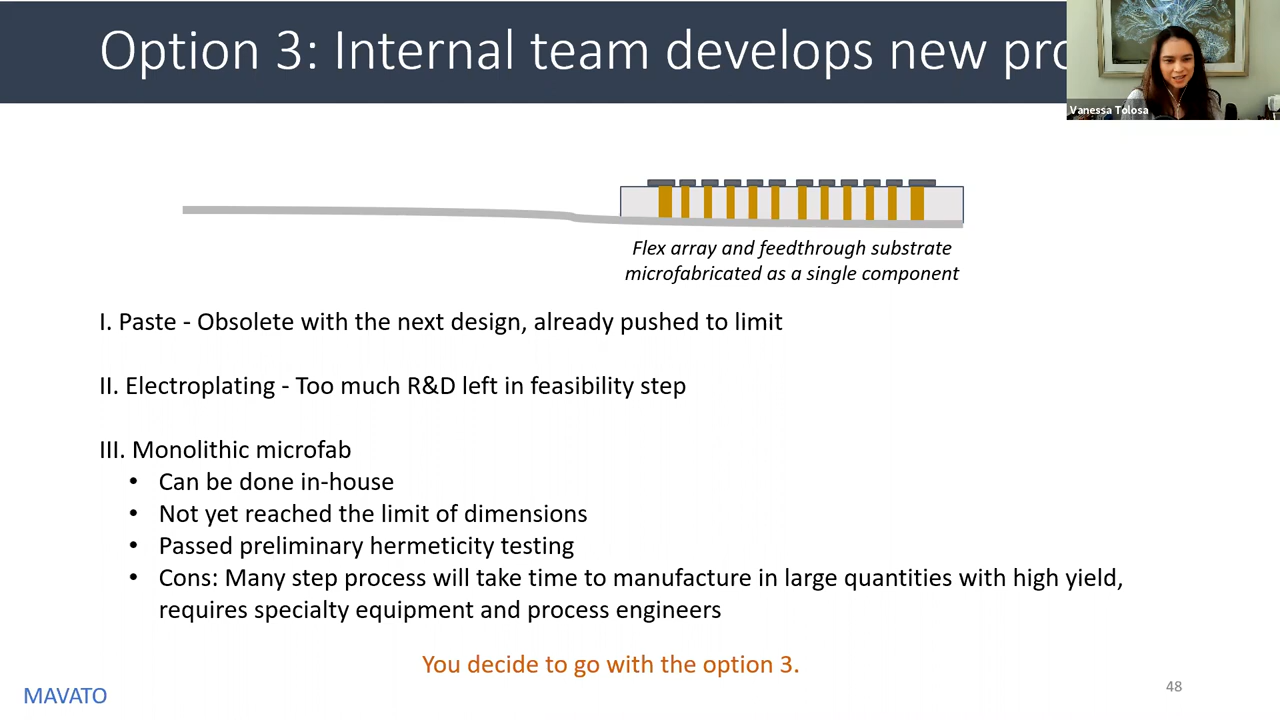 Option 3: Internal team develops new pro
Vanessa Tolosa
Flex array and feedthrough substrate
microfabricated as a single component
I. Paste - Obsolete with the next design, already pushed to limit
II. Electroplating - Too much R&D left in feasibility step
III. Monolithic microfab
• Can be done in-house
• Not yet reached the limit of dimensions
• Passed preliminary hermeticity testing
• Cons: Many step process will take time to manufacture in large quantities with high yield,
requires specialty equipment and process engineers
You decide to go with the option 3.
MAVATO
48